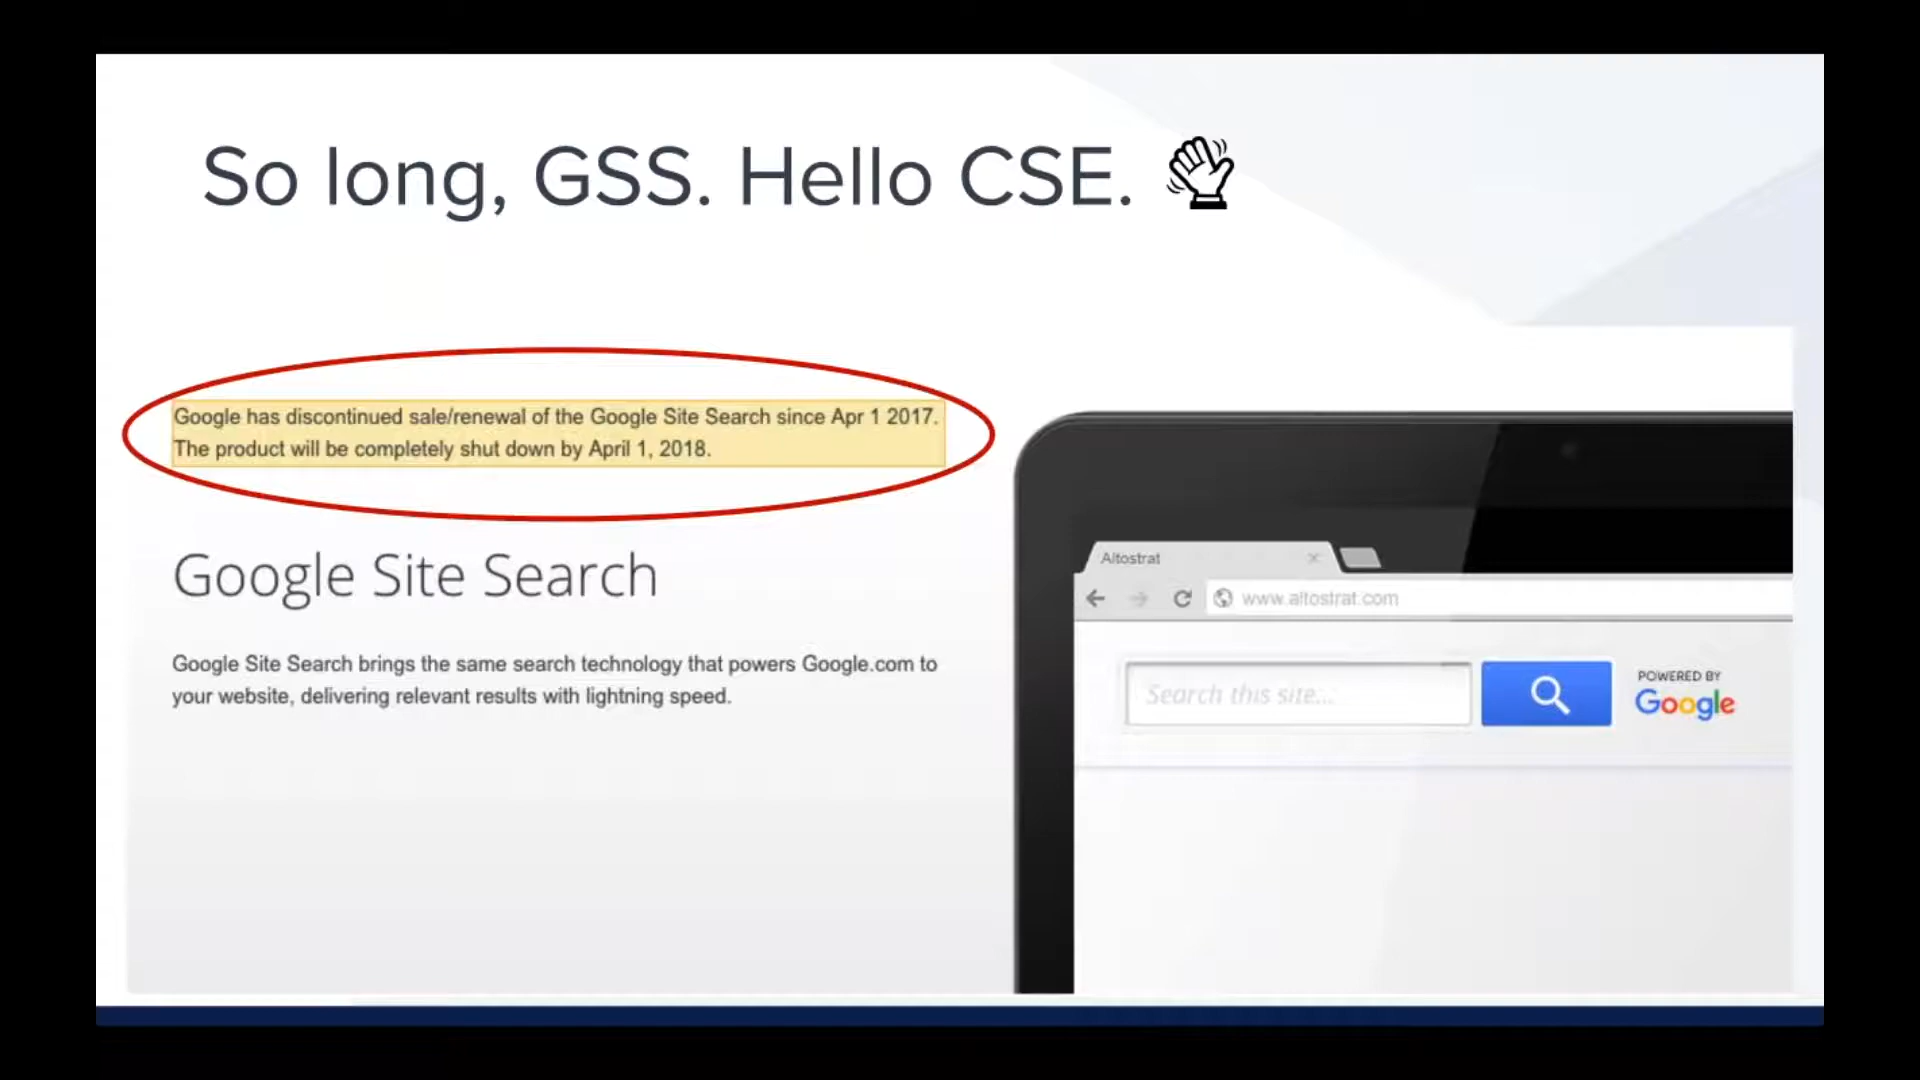 So long, GSS. Hello CSE.
Google has discontinued sale/renewal of the Google Site Search since Apr 1 2017.
The product will be completely shut down by April 1, 2018.
Google Site Search
Google Site Search brings the same search technology that powers Google.com to
your website, delivering relevant results with lightning speed.
Altostrat
www.altostrat.com
Search this site...
POWERED BY
Google